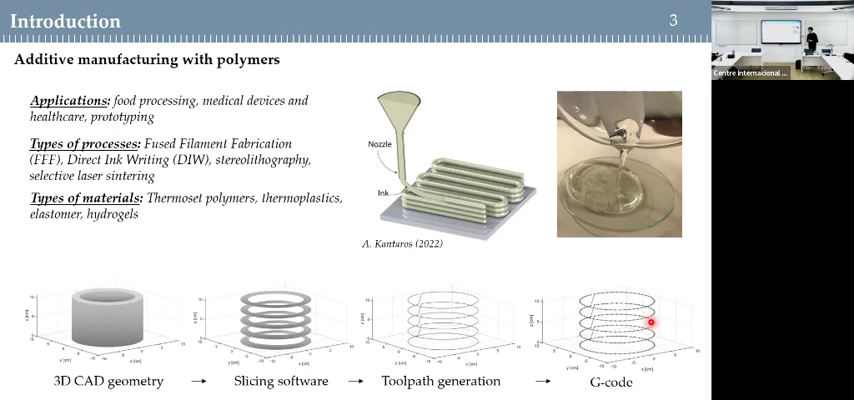 Introduction
3
Additive manufacturing with polymers
Applications: food processing, medical devices and
healthcare, prototyping
Types of processes: Fused Filament Fabrication
(FFF), Direct Ink Writing (DIW), stereolithography,
selective laser sintering
Types of materials: Thermoset polymers, thermoplastics,
elastomer, hydrogels
Nozzle
Ink
A. Kantaros (2022)
3D CAD geometry → Slicing software → Toolpath generation → G-code
Centre Internacional ...